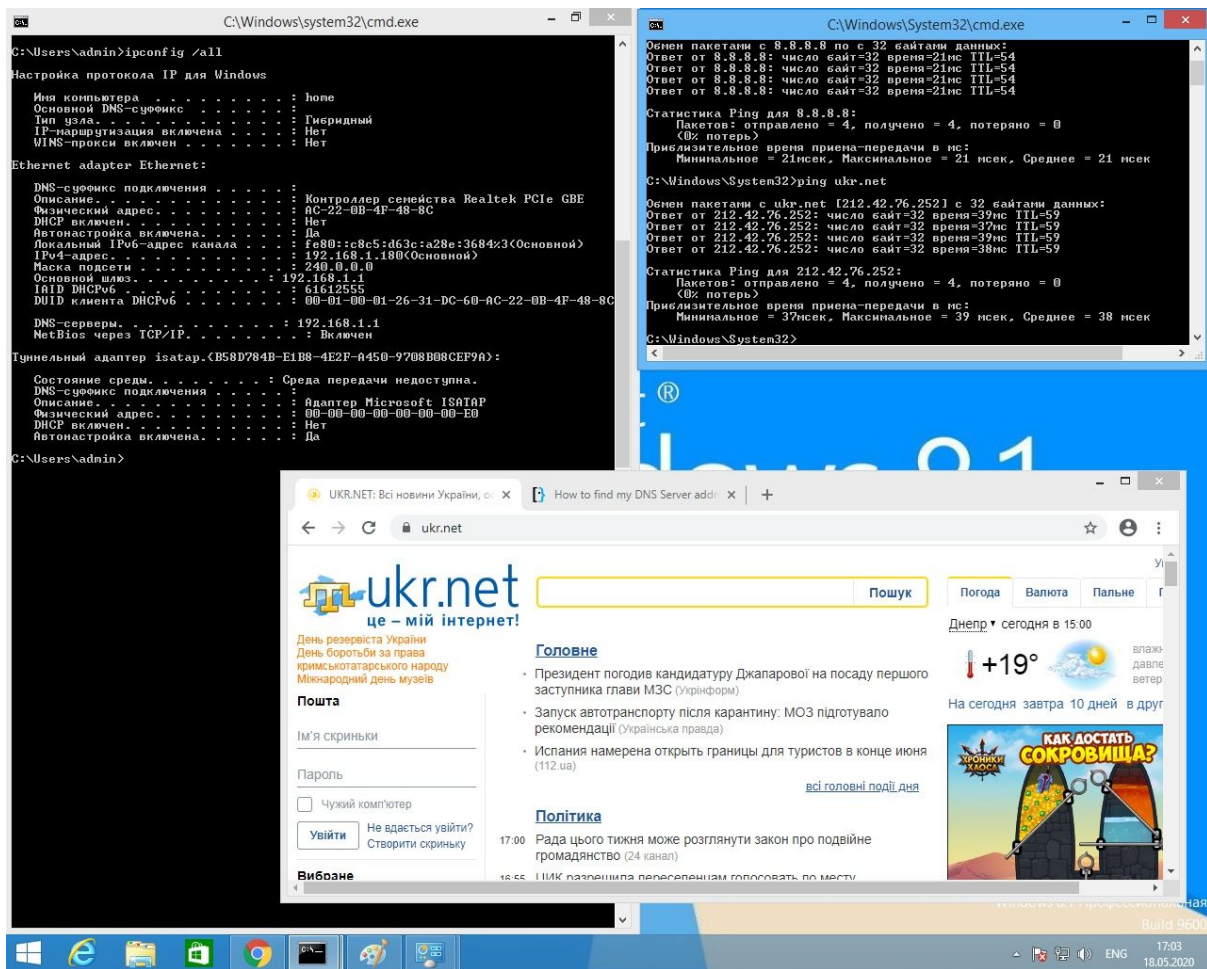 C:\Windows\system32\cmd.exe
C:\Users\admin>ipconfig /all
Настройка протокола IP для Windows
Имя компьютера . . . . . . . . . : home
Основной DNS-суффикс . . . . . . :
Тип узла. . . . . . . . . . . . . : Гибридный
IP-маршрутизация включена . . . . : Нет
WINS-прокси включен . . . . . . . : Нет
Ethernet adapter Ethernet:
DNS-суффикс подключения . . . . . :
Описание. . . . . . . . . . . . . : Контроллер семейства Realtek PCIe GBE
Физический адрес. . . . . . . . . : AC-22-0B-4F-48-8C
DHCP включен. . . . . . . . . . . : Нет
Автонастройка включена. . . . . . : Да
Локальный IPv6-адрес канала . . . : fe80::c8c5:d63c:a28e:3684%3(Основной)
IPv4-адрес. . . . . . . . . . . . : 192.168.1.180(Основной)
Маска подсети . . . . . . . . . . : 240.0.0.0
Основной шлюз. . . . . . . . . : 192.168.1.1
IAID DHCPv6 . . . . . . . . . . . : 61612555
DUID клиента DHCPv6 . . . . . . . : 00-01-00-01-26-31-DC-60-AC-22-0B-4F-48-8C
DNS-серверы. . . . . . . . . . . : 192.168.1.1
NetBios через TCP/IP. . . . . . . . : Включен
Туннельный адаптер isatap.{B58D784B-E1B8-4E2F-A450-9708B08CEF9A}:
Состояние среды. . . . . . . . : Среда передачи недоступна.
DNS-суффикс подключения . . . . . :
Описание. . . . . . . . . . . . . : Адаптер Microsoft ISATAP
Физический адрес. . . . . . . . . : 00-00-00-00-00-00-00-E0
DHCP включен. . . . . . . . . . . : Нет
Автонастройка включена. . . . . . : Да
C:\Users\admin>
C:\Windows\System32\cmd.exe
Обмен пакетами с 8.8.8.8 по с 32 байтами данных:
Ответ от 8.8.8.8: число байт=32 время=21мс TTL=54
Ответ от 8.8.8.8: число байт=32 время=21мс TTL=54
Ответ от 8.8.8.8: число байт=32 время=21мс TTL=54
Ответ от 8.8.8.8: число байт=32 время=21мс TTL=54
Статистика Ping для 8.8.8.8:
Пакетов: отправлено = 4, получено = 4, потеряно = 0
(0% потерь)
Приблизительное время приема-передачи в мс:
Минимальное = 21мсек, Максимальное = 21 мсек, Среднее = 21 мсек
C:\Windows\System32>ping ukr.net
Обмен пакетами с ukr.net [212.42.76.252] с 32 байтами данных:
Ответ от 212.42.76.252: число байт=32 время=39мс TTL=59
Ответ от 212.42.76.252: число байт=32 время=37мс TTL=59
Ответ от 212.42.76.252: число байт=32 время=39мс TTL=59
Ответ от 212.42.76.252: число байт=32 время=38мс TTL=59
Статистика Ping для 212.42.76.252:
Пакетов: отправлено = 4, получено = 4, потеряно = 0
(0% потерь)
Приблизительное время приема-передачи в мс:
Минимальное = 37мсек, Максимальное = 39 мсек, Среднее = 38 мсек
C:\Windows\System32>
®
UKR.NET: Всі новини України, о
How to find my DNS Server addr
ukr.net
ukr.net
це – мій інтернет!
Пошук
Погода Валюта Пальне
Днепр сегодня в 15:00
+19°
На сегодня завтра 10 дней
День резервіста України
День боротьби за права
кримськотатарського народу
Міжнародний день музеїв
Пошта
Ім'я скриньки
Пароль
Чужий комп'ютер
Увійти
Не вдається увійти?
Створити скриньку
Вибране
Головне
Президент погодив кандидатуру Джапарової на посаду першого
заступника глави МЗС (Укрінформ)
Запуск автотранспорту після карантину: МОЗ підготувало
рекомендації (Українська правда)
Испания намерена открыть границы для туристов в конце июня
(112.ua)
всі головні події дня
Політика
17:00 Рада цього тижня може розглянути закон про подвійне
громадянство (24 канал)
16:55 ЦИК разрешила переселенцам голосовать по месту
ХРОНИКИ
ХАОСА
КАК ДОСТАТЬ
СОКРОВИЩА?
Build 9600
ENG
17:03
18.05.2020